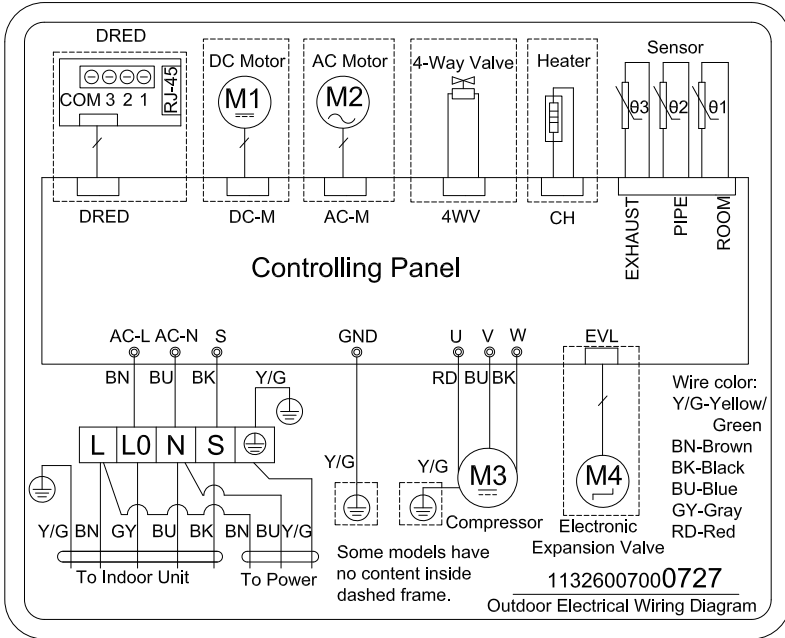 DRED
DC Motor
AC Motor
4-Way Valve
Heater
Sensor
COM 3 2 1
RJ-45
M1
M2
θ3
θ2
θ1
DRED
DC-M
AC-M
4WV
CH
EXHAUST
PIPE
ROOM
Controlling Panel
AC-L
AC-N
S
GND
U
V
W
EVL
BN
BU
BK
Y/G
RD
BU
BK
L
L0
N
S
Y/G
Y/G
M3
M4
Compressor
Electronic
Expansion Valve
Wire color:
Y/G-Yellow/
Green
BN-Brown
BK-Black
BU-Blue
GY-Gray
RD-Red
Y/G
BN
GY
BU
BK
BN
BU
Y/G
To Indoor Unit
To Power
Some models have
no content inside
dashed frame.
11326007000727
Outdoor Electrical Wiring Diagram